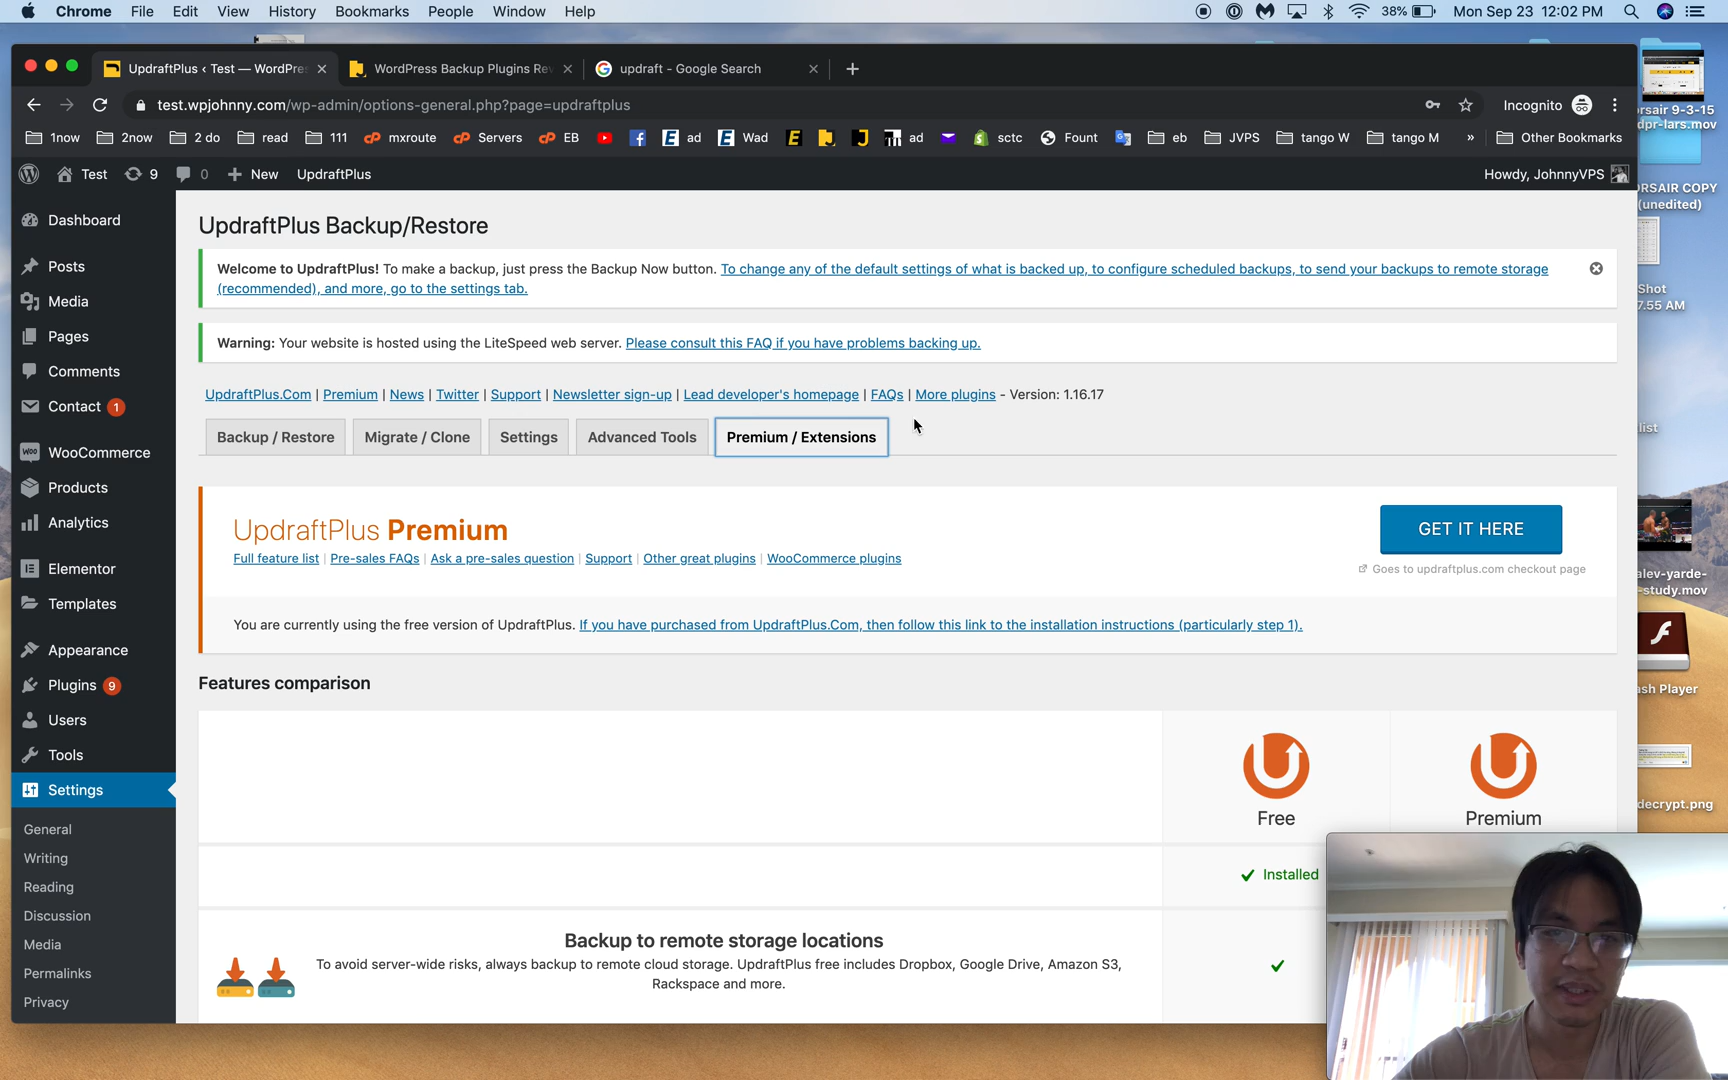 Chrome File Edit View History Bookmarks People Window Help 38% Mon Sep 23 12:02 PM
UpdraftPlus ‹ Test — WordPre
WordPress Backup Plugins Rev
updraft - Google Search
test.wpjohnny.com/wp-admin/options-general.php?page=updraftplus
Incognito
1now 2now 2 do read 111 mxroute Servers EB ad Wad ad sctc Fount eb JVPS tango W tango M » Other Bookmarks
Test 9 0 New UpdraftPlus Howdy, JohnnyVPS
Dashboard
Posts
Media
Pages
Comments
Contact 1
WooCommerce
Products
Analytics
Elementor
Templates
Appearance
Plugins 9
Users
Tools
Settings
General
Writing
Reading
Discussion
Media
Permalinks
Privacy
UpdraftPlus Backup/Restore
Welcome to UpdraftPlus! To make a backup, just press the Backup Now button. To change any of the default settings of what is backed up, to configure scheduled backups, to send your backups to remote storage
(recommended), and more, go to the settings tab.
Warning: Your website is hosted using the LiteSpeed web server. Please consult this FAQ if you have problems backing up.
UpdraftPlus.Com | Premium | News | Twitter | Support | Newsletter sign-up | Lead developer's homepage | FAQs | More plugins - Version: 1.16.17
Backup / Restore Migrate / Clone Settings Advanced Tools Premium / Extensions
UpdraftPlus Premium
Full feature list | Pre-sales FAQs | Ask a pre-sales question | Support | Other great plugins | WooCommerce plugins
GET IT HERE
Goes to updraftplus.com checkout page
You are currently using the free version of UpdraftPlus. If you have purchased from UpdraftPlus.Com, then follow this link to the installation instructions (particularly step 1).
Features comparison
Free Premium
Installed
Backup to remote storage locations
To avoid server-wide risks, always backup to remote cloud storage. UpdraftPlus free includes Dropbox, Google Drive, Amazon S3,
Rackspace and more.
orsair 9-3-15
dpr-lars.mov
ORSAIR COPY
(unedited)
Shot
7.55 AM
list
alev-yarde-
-study.mov
ash Player
decrypt.png